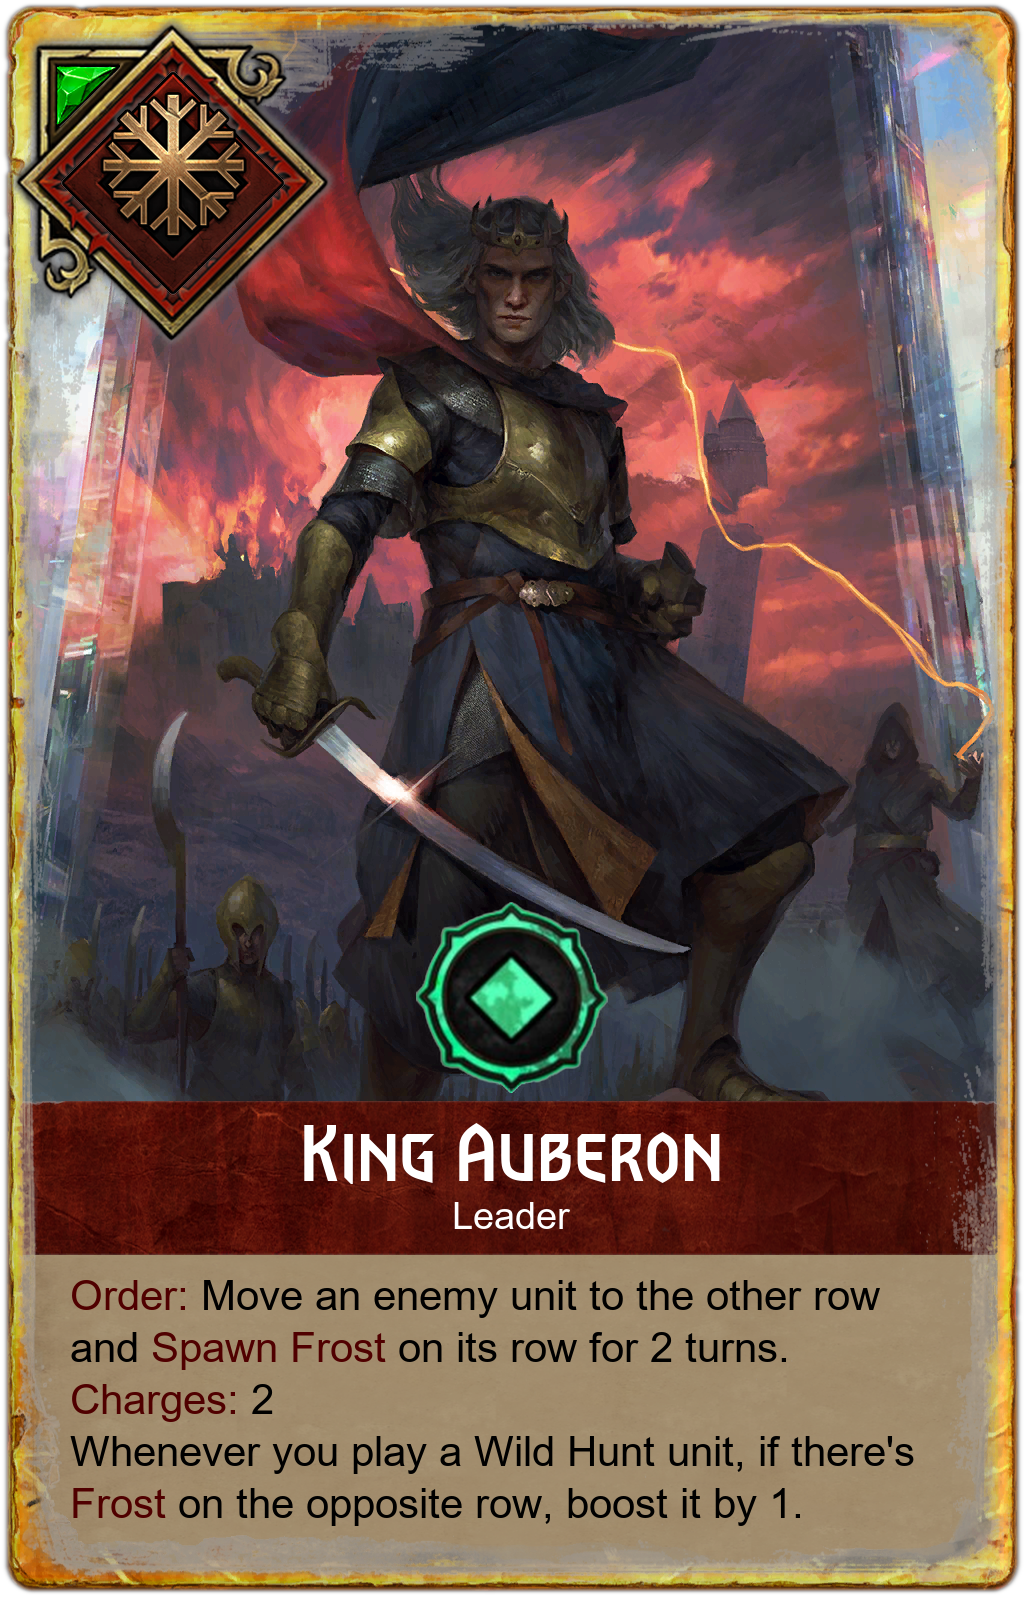 King Auberon
Leader
Order: Move an enemy unit to the other row
and Spawn Frost on its row for 2 turns.
Charges: 2
Whenever you play a Wild Hunt unit, if there's
Frost on the opposite row, boost it by 1.